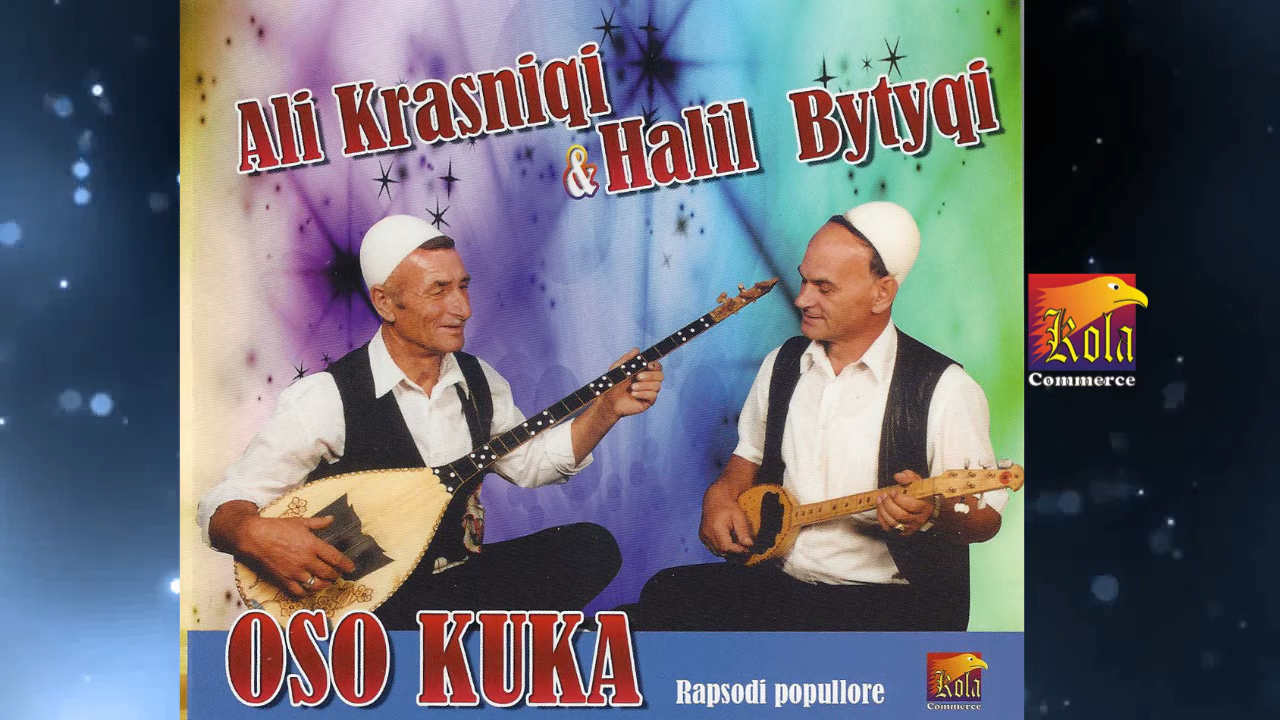 Ali Krasniqi
& Halil Bytyqi
Kola
Commerce
OSO KUKA
Rapsodi popullore
Kola
Commerce